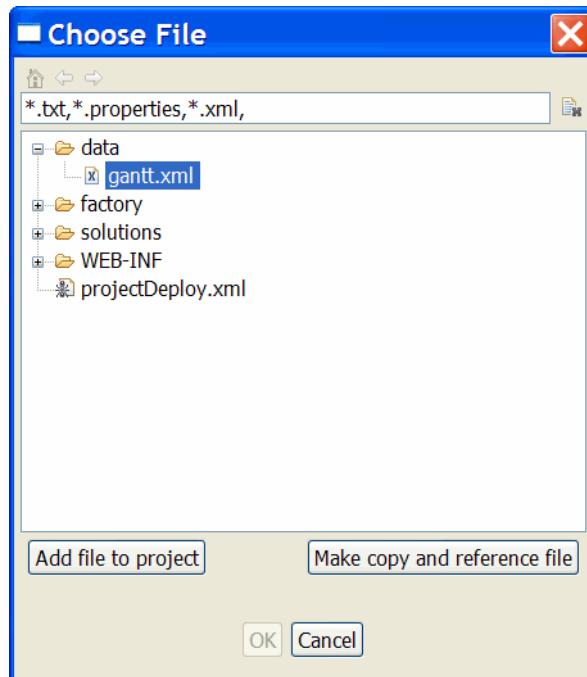 Choose File
*.txt,*.properties,*.xml,
data
gantt.xml
factory
solutions
WEB-INF
projectDeploy.xml
Add file to project Make copy and reference file
OK Cancel